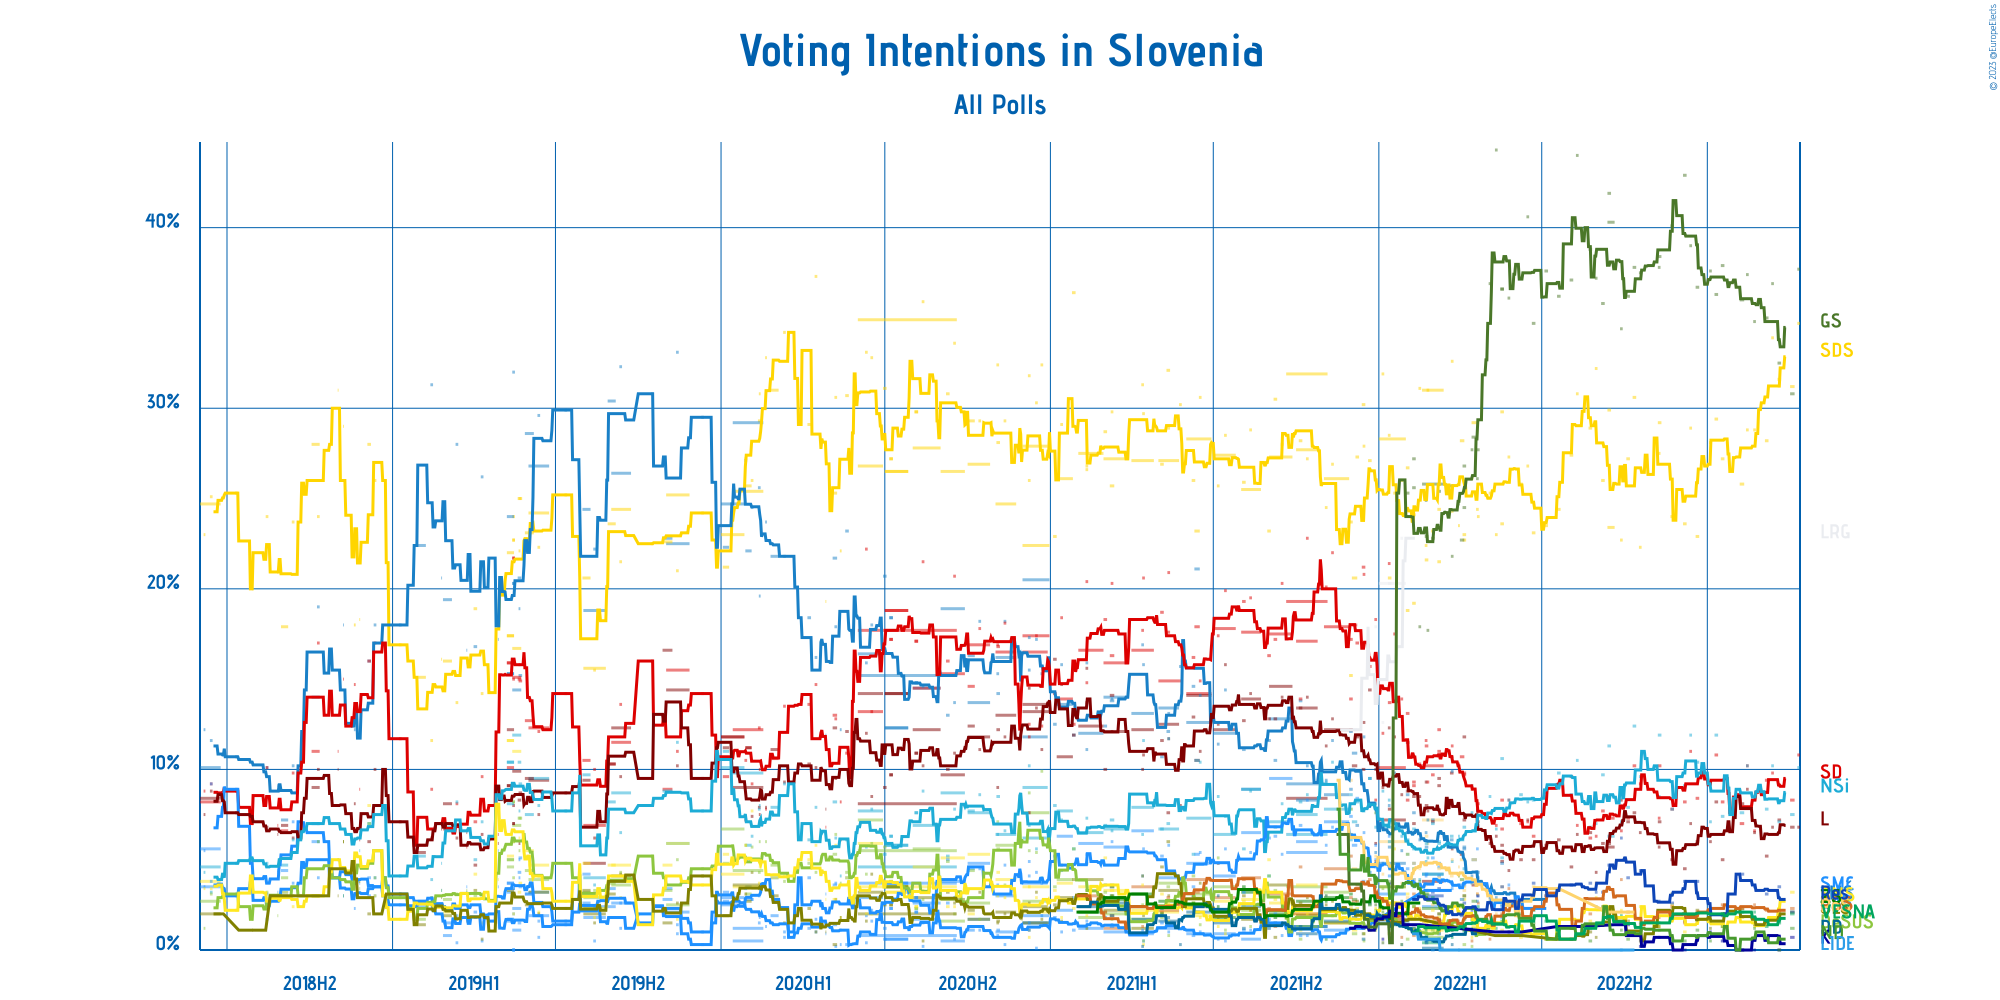 © 2023 @EuropeElects
Voting Intentions in Slovenia
All Polls
40%
30%
20%
10%
0%
GS
SDS
LRG
SD
NSi
L
SMC
VESNA
LIDE
2018H2
2019H1
2019H2
2020H1
2020H2
2021H1
2021H2
2022H1
2022H2